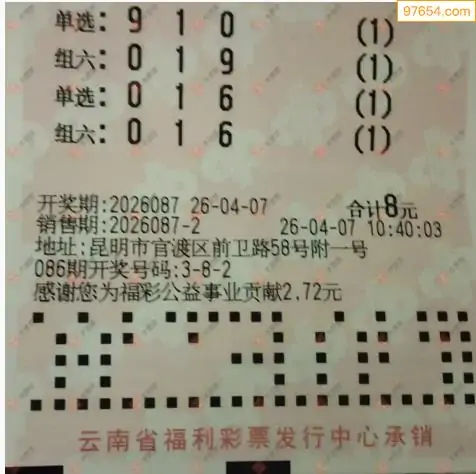 97654.com
单选: 9 1 0 (1)
组六: 0 1 9 (1)
单选: 0 1 6 (1)
组六: 0 1 6 (1)
开奖期:2026087 26-04-07 合计8元
销售期:2026087-2 26-04-07 10:40:03
地址:昆明市官渡区前卫路58号附一号
086期开奖号码:3-8-2
感谢您为福彩公益事业贡献2.72元
云南省福利彩票发行中心承销